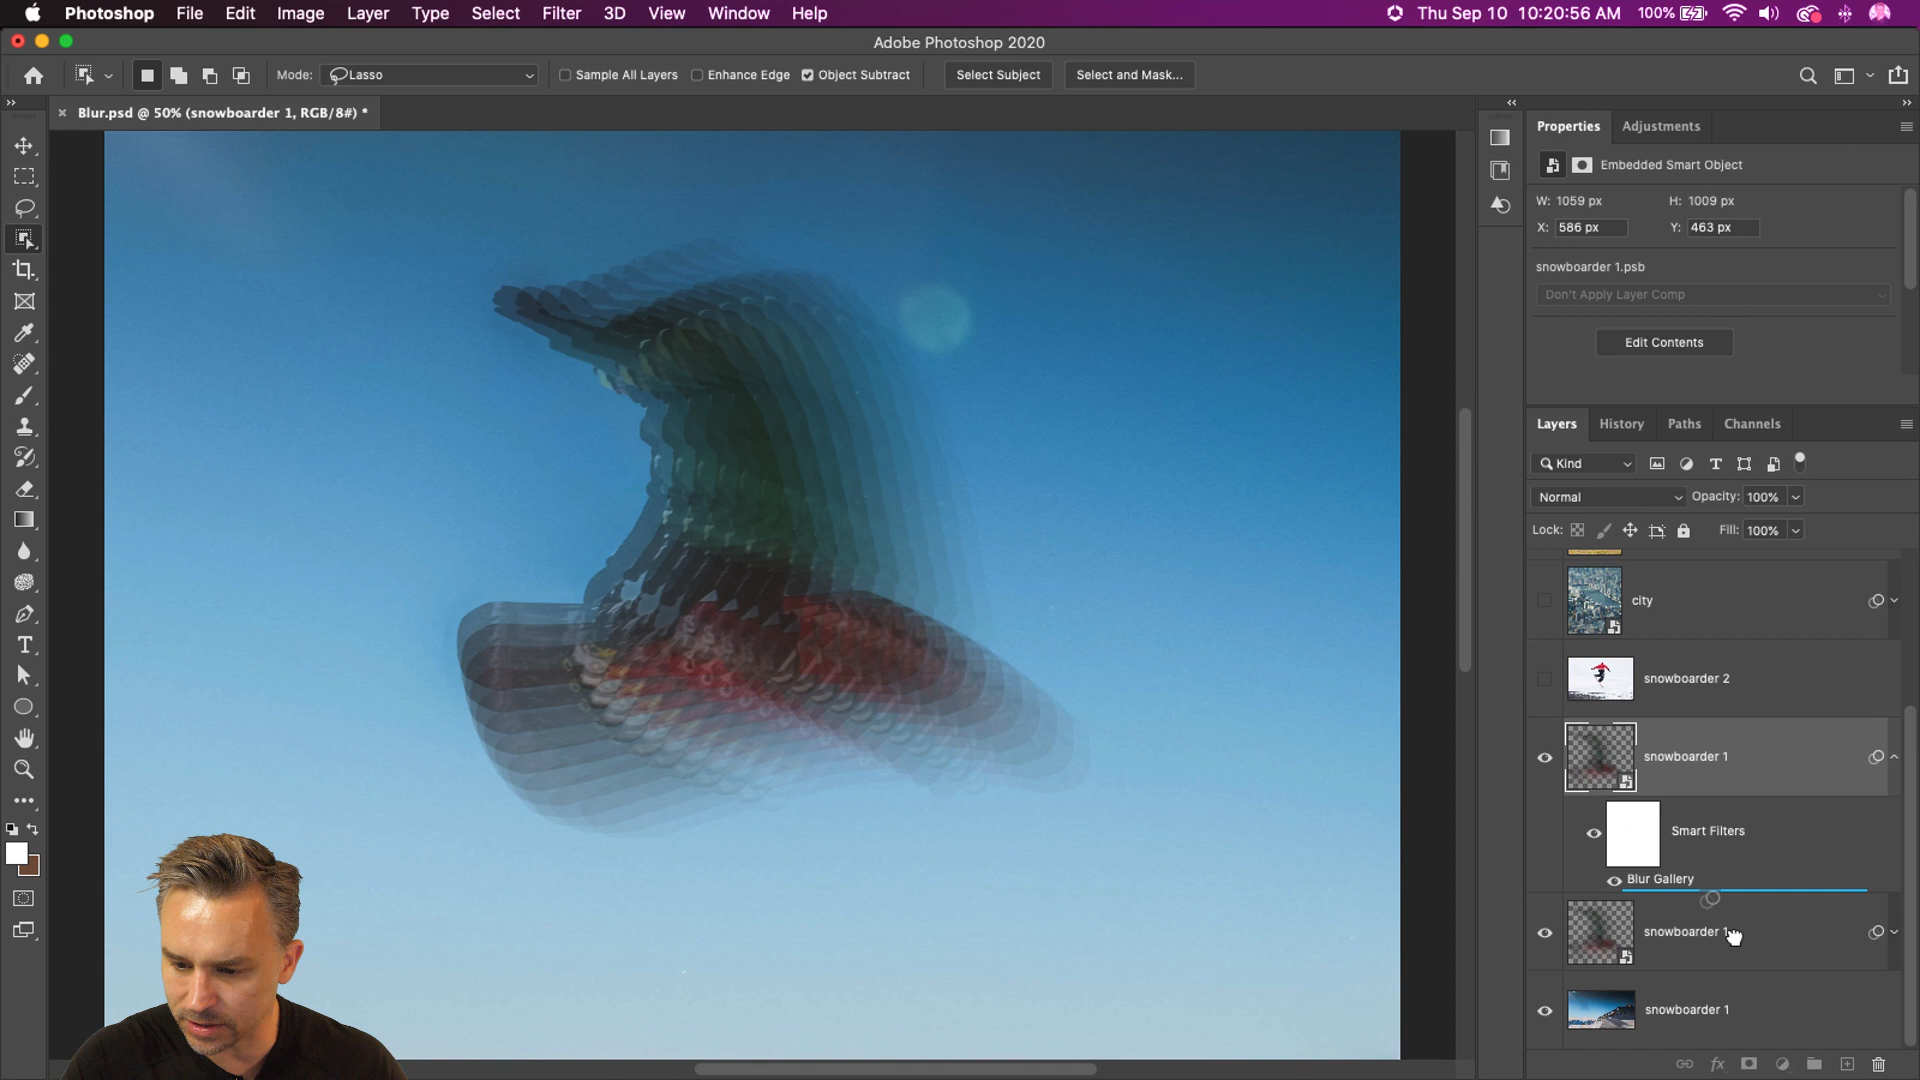 Photoshop File Edit Image Layer Type Select Filter 3D View Window Help Thu Sep 10 10:20:56 AM 100%
Adobe Photoshop 2020
Mode: Lasso Sample All Layers Enhance Edge Object Subtract Select Subject Select and Mask...
Blur.psd @ 50% (snowboarder 1, RGB/8#) *
Properties Adjustments
Embedded Smart Object
W: 1059 px H: 1009 px
X: 586 px Y: 463 px
snowboarder 1.psb
Don't Apply Layer Comp
Edit Contents
Layers History Paths Channels
Kind
Normal Opacity: 100%
Lock: Fill: 100%
city
snowboarder 2
snowboarder 1
Smart Filters
Blur Gallery
snowboarder 1
snowboarder 1